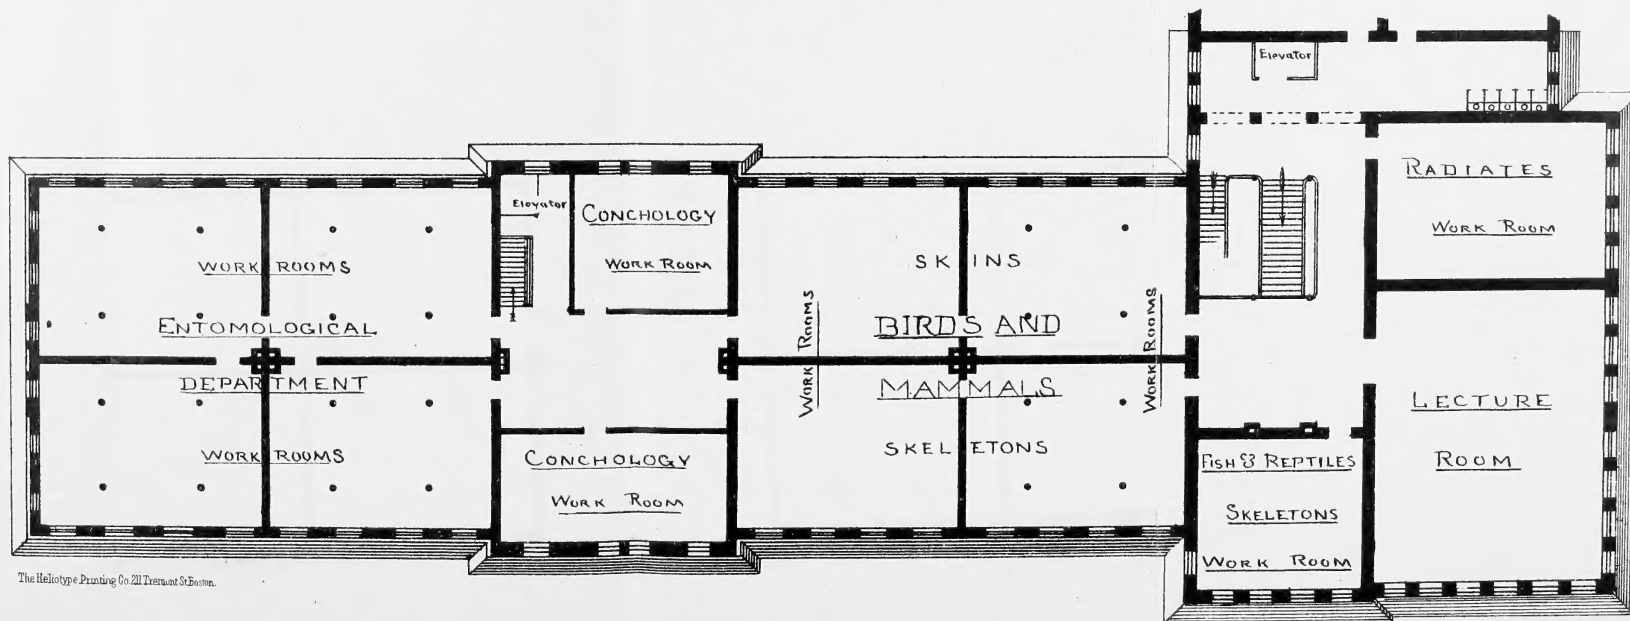 Elevator
RADIATES
WORK ROOM
Elevator
CONCHOLOGY
WORK ROOM
WORK ROOMS
ENTOMOLOGICAL
DEPARTMENT
WORK ROOMS
SKINS
WORK ROOMS
WORK ROOMS
BIRDS AND
MAMMALS
SKELETONS
LECTURE
ROOM
CONCHOLOGY
WORK ROOM
FISH & REPTILES
SKELETONS
WORK ROOM
The Heliotype Printing Co. 211 Tremont St. Boston.